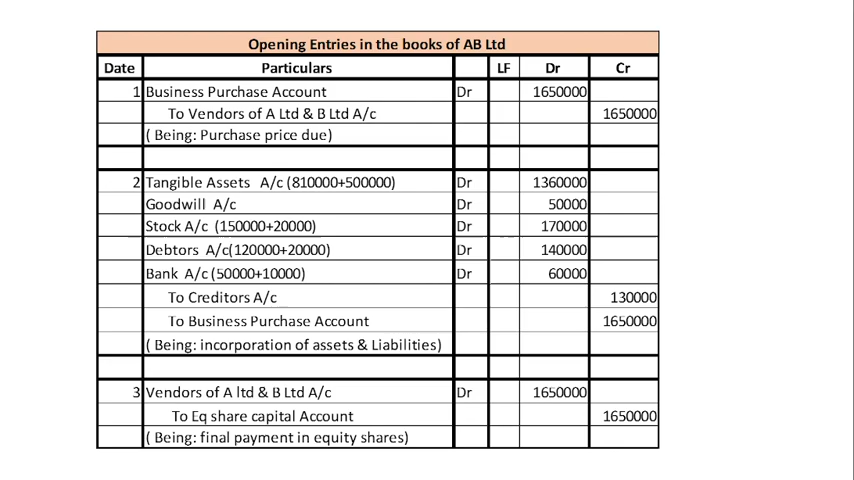 Opening Entries in the books of AB Ltd
Date Particulars LF Dr Cr
1 Business Purchase Account Dr 1650000
To Vendors of A Ltd & B Ltd A/c 1650000
( Being: Purchase price due)
2 Tangible Assets A/c (810000+500000) Dr 1360000
Goodwill A/c Dr 50000
Stock A/c (150000+20000) Dr 170000
Debtors A/c(120000+20000) Dr 140000
Bank A/c (50000+10000) Dr 60000
To Creditors A/c 130000
To Business Purchase Account 1650000
( Being: incorporation of assets & Liabilities)
3 Vendors of A ltd & B Ltd A/c Dr 1650000
To Eq share capital Account 1650000
( Being: final payment in equity shares)